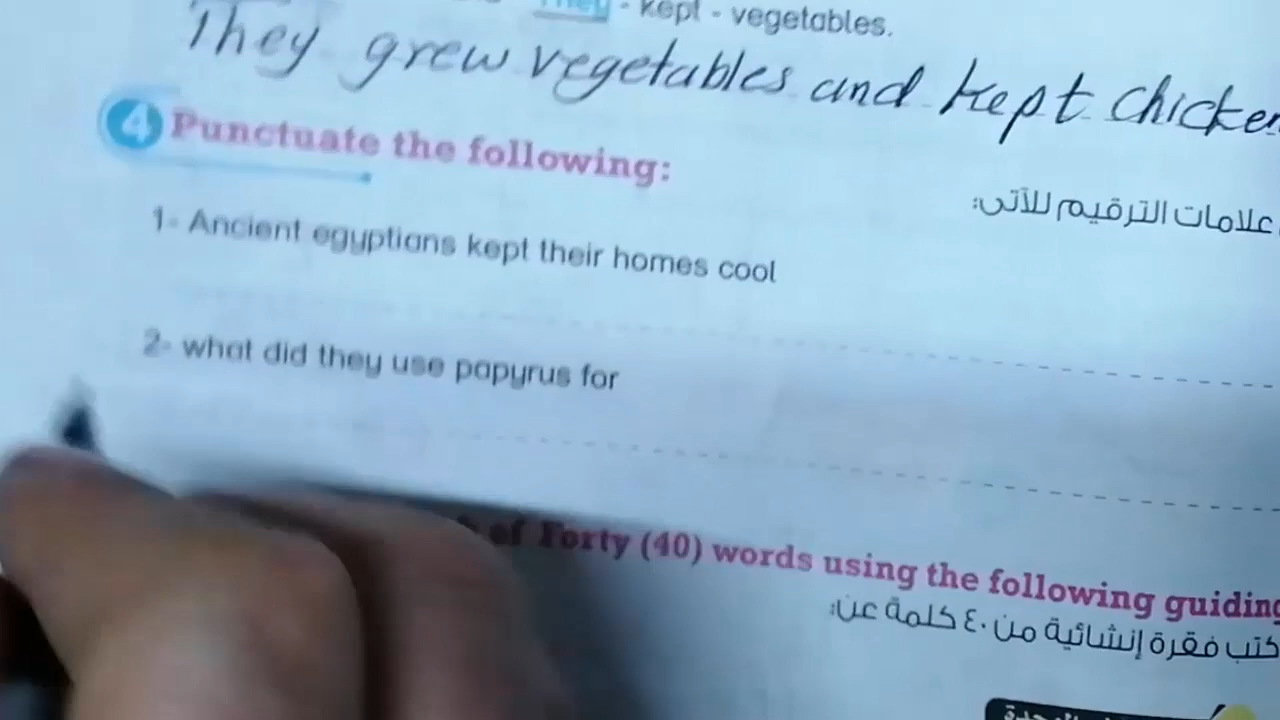 They - kept - vegetables.
They grew vegetables and kept chicken
4 Punctuate the following:
علامات الترقيم للآتى:
1- Ancient egyptians kept their homes cool
2- what did they use papyrus for
of Forty (40) words using the following guiding
كتب فقرة إنشائية من ٤٠ كلمة عن: